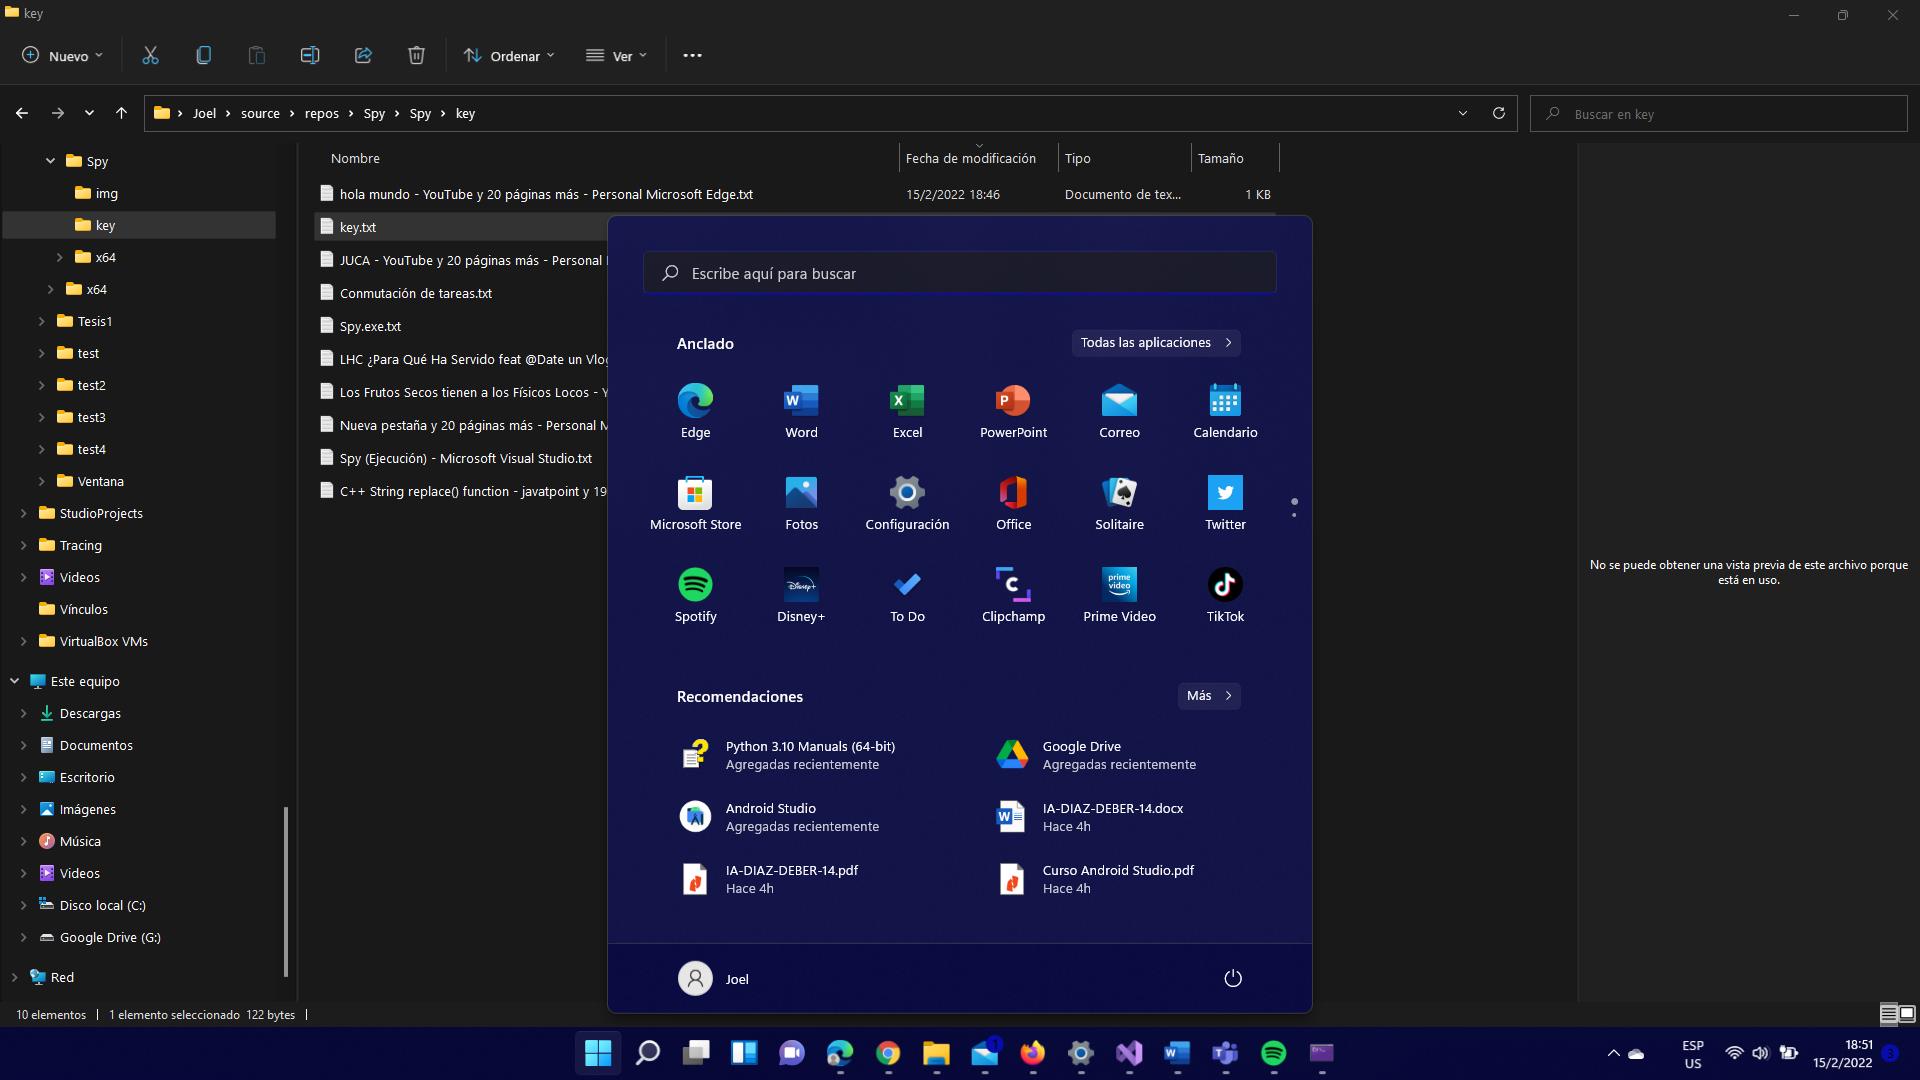 key
Nuevo
Ordenar
Ver
Joel > source > repos > Spy > Spy > key
Buscar en key
Spy
img
key
x64
x64
Tesis1
test
test2
test3
test4
Ventana
StudioProjects
Tracing
Videos
Vínculos
VirtualBox VMs
Este equipo
Descargas
Documentos
Escritorio
Imágenes
Música
Videos
Disco local (C:)
Google Drive (G:)
Red
Nombre Fecha de modificación Tipo Tamaño
hola mundo - YouTube y 20 páginas más - Personal Microsoft Edge.txt 15/2/2022 18:46 Documento de tex... 1 KB
key.txt
JUCA - YouTube y 20 páginas más - Personal
Conmutación de tareas.txt
Spy.exe.txt
LHC ¿Para Qué Ha Servido feat @Date un Vlog
Los Frutos Secos tienen a los Físicos Locos - Y
Nueva pestaña y 20 páginas más - Personal M
Spy (Ejecución) - Microsoft Visual Studio.txt
C++ String replace() function - javatpoint y 19
Escribe aquí para buscar
Anclado Todas las aplicaciones >
Edge Word Excel PowerPoint Correo Calendario
Microsoft Store Fotos Configuración Office Solitaire Twitter
Spotify Disney+ To Do Clipchamp Prime Video TikTok
Recomendaciones Más >
Python 3.10 Manuals (64-bit)
Agregadas recientemente
Google Drive
Agregadas recientemente
Android Studio
Agregadas recientemente
IA-DIAZ-DEBER-14.docx
Hace 4h
IA-DIAZ-DEBER-14.pdf
Hace 4h
Curso Android Studio.pdf
Hace 4h
Joel
No se puede obtener una vista previa de este archivo porque
está en uso.
10 elementos | 1 elemento seleccionado 122 bytes |
ESP
US
18:51
15/2/2022
3